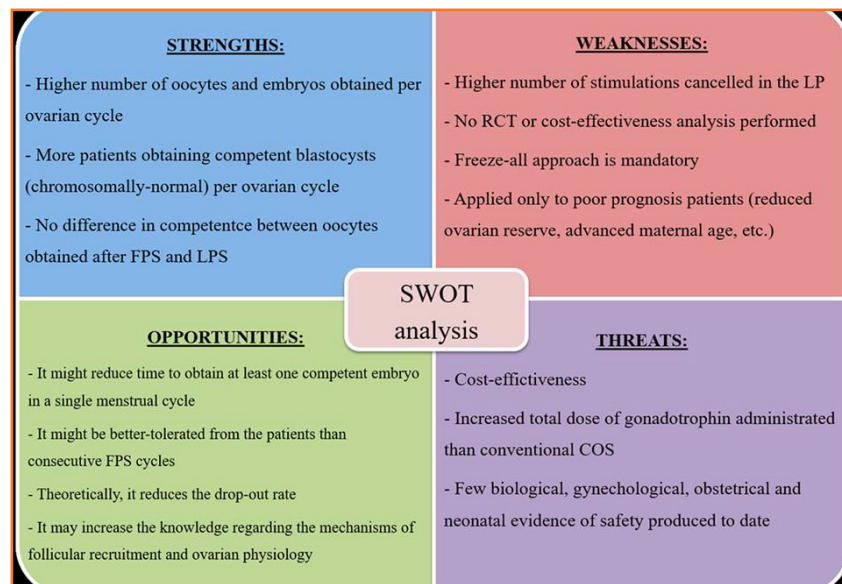 STRENGTHS:
- Higher number of oocytes and embryos obtained per
ovarian cycle
- More patients obtaining competent blastocysts
(chromosomally-normal) per ovarian cycle
- No difference in competentce between oocytes
obtained after FPS and LPS
WEAKNESSES:
- Higher number of stimulations cancelled in the LP
- No RCT or cost-effectiveness analysis performed
- Freeze-all approach is mandatory
- Applied only to poor prognosis patients (reduced
ovarian reserve, advanced maternal age, etc.)
SWOT
analysis
OPPORTUNITIES:
- It might reduce time to obtain at least one competent embryo
in a single menstrual cycle
- It might be better-tolerated from the patients than
consecutive FPS cycles
- Theoretically, it reduces the drop-out rate
- It may increase the knowledge regarding the mechanisms of
follicular recruitment and ovarian physiology
THREATS:
- Cost-effictiveness
- Increased total dose of gonadotrophin administrated
than conventional COS
- Few biological, gynechological, obstetrical and
neonatal evidence of safety produced to date